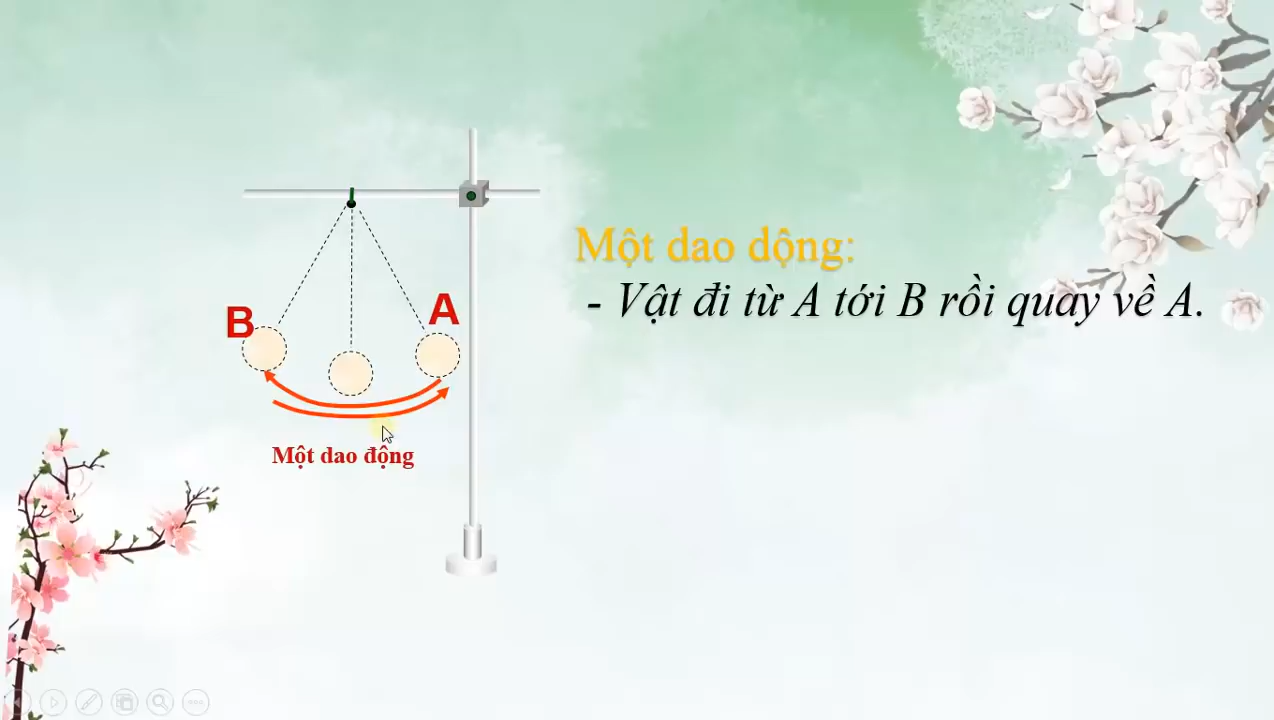 Một dao dộng:
- Vật đi từ A tới B rồi quay về A.
B
A
Một dao động